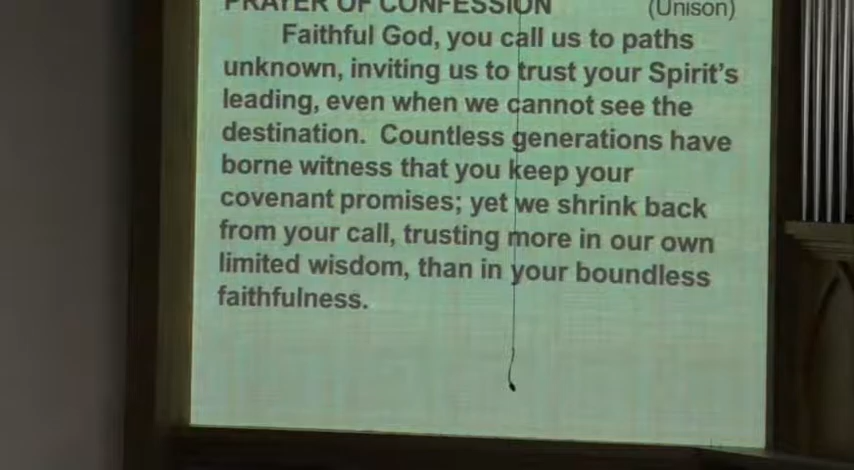 PRAYER OF CONFESSION (Unison)
Faithful God, you call us to paths
unknown, inviting us to trust your Spirit's
leading, even when we cannot see the
destination. Countless generations have
borne witness that you keep your
covenant promises; yet we shrink back
from your call, trusting more in our own
limited wisdom, than in your boundless
faithfulness.